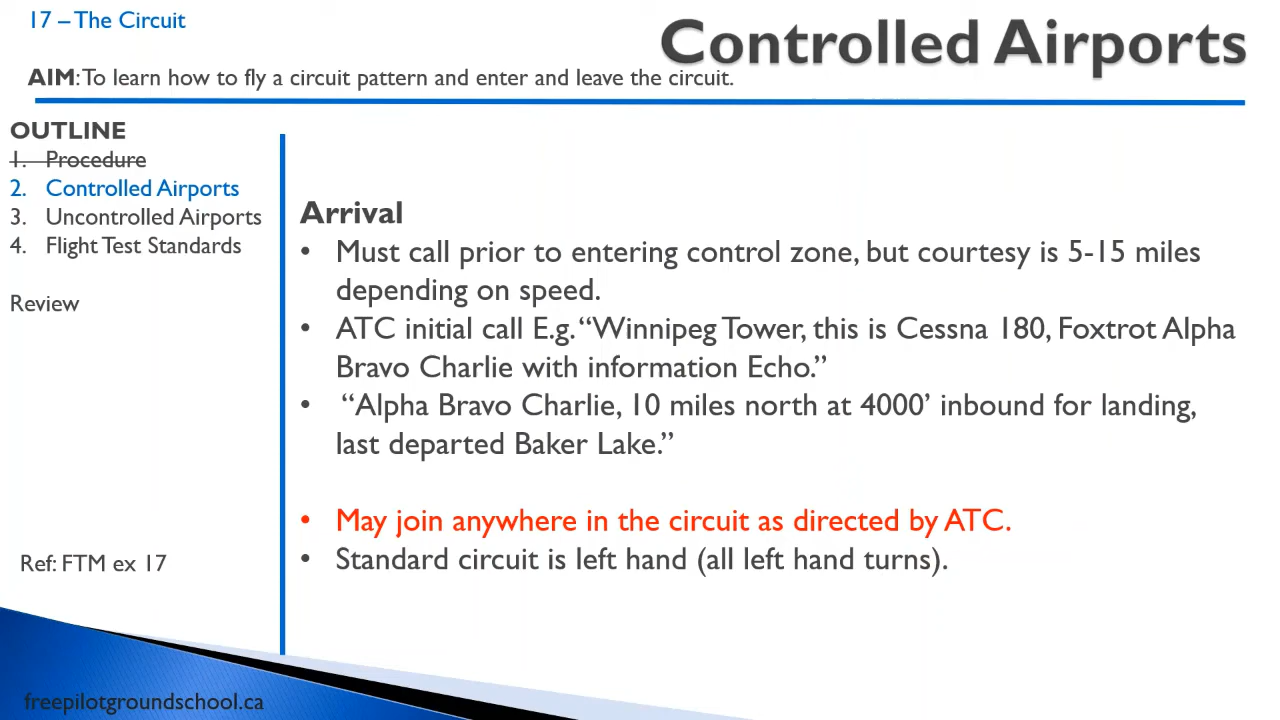 17 – The Circuit
Controlled Airports
AIM: To learn how to fly a circuit pattern and enter and leave the circuit.
OUTLINE
1. Procedure
2. Controlled Airports
3. Uncontrolled Airports
4. Flight Test Standards
Review
Ref: FTM ex 17
freepilotgroundschool.ca
Arrival
• Must call prior to entering control zone, but courtesy is 5-15 miles
depending on speed.
• ATC initial call E.g. “Winnipeg Tower, this is Cessna 180, Foxtrot Alpha
Bravo Charlie with information Echo.”
• “Alpha Bravo Charlie, 10 miles north at 4000’ inbound for landing,
last departed Baker Lake.”
• May join anywhere in the circuit as directed by ATC.
• Standard circuit is left hand (all left hand turns).